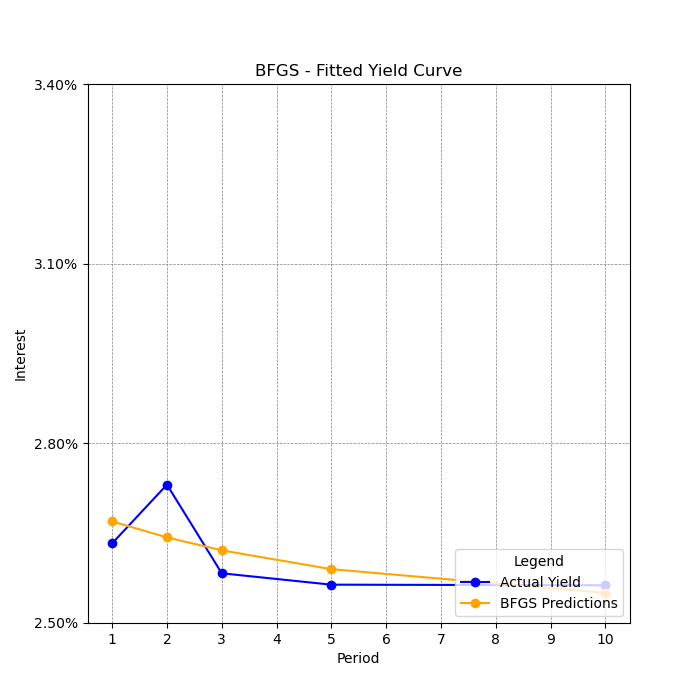 BFGS - Fitted Yield Curve
3.40%
3.10%
2.80%
2.50%
Interest
1 2 3 4 5 6 7 8 9 10
Period
Legend
Actual Yield
BFGS Predictions